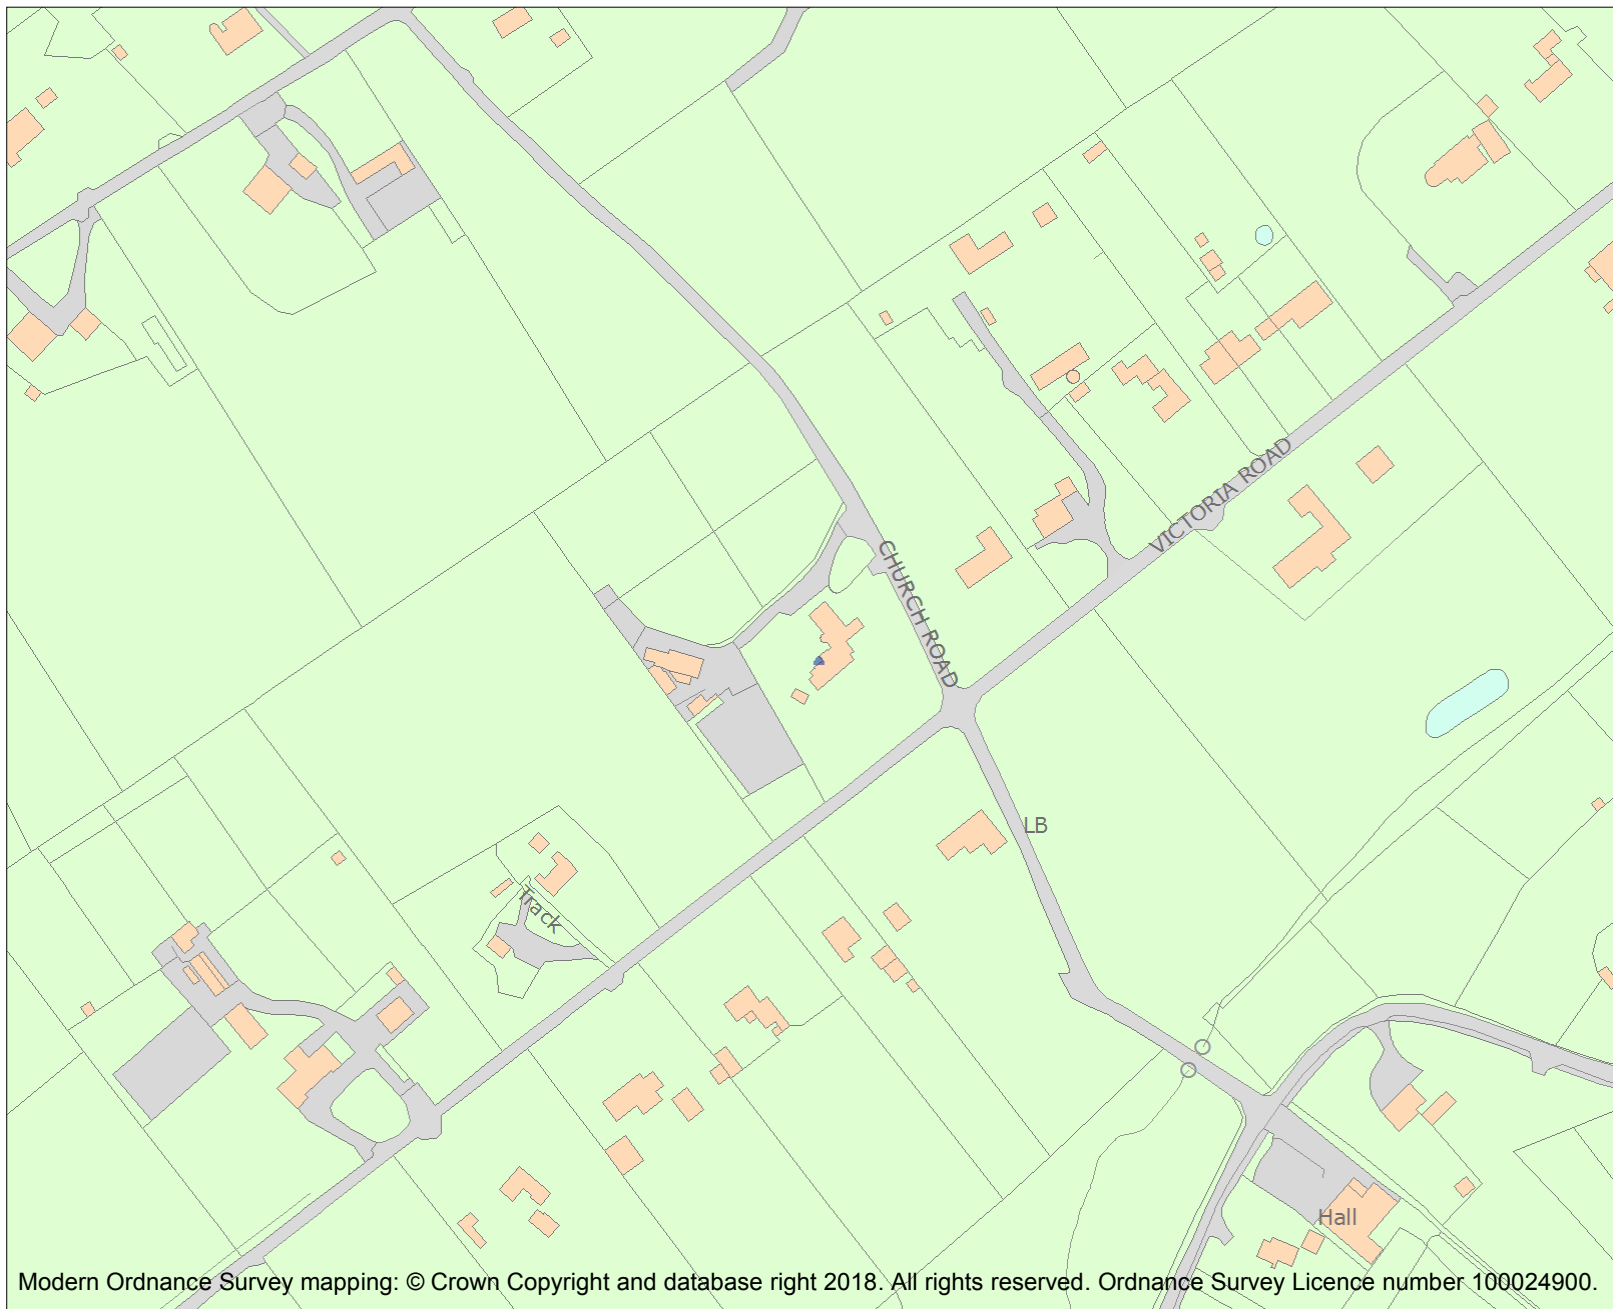 VICTORIA ROAD
CHURCH ROAD
LB
Track
Hall
Modern Ordnance Survey mapping: © Crown Copyright and database right 2018. All rights reserved. Ordnance Survey Licence number 100024900.